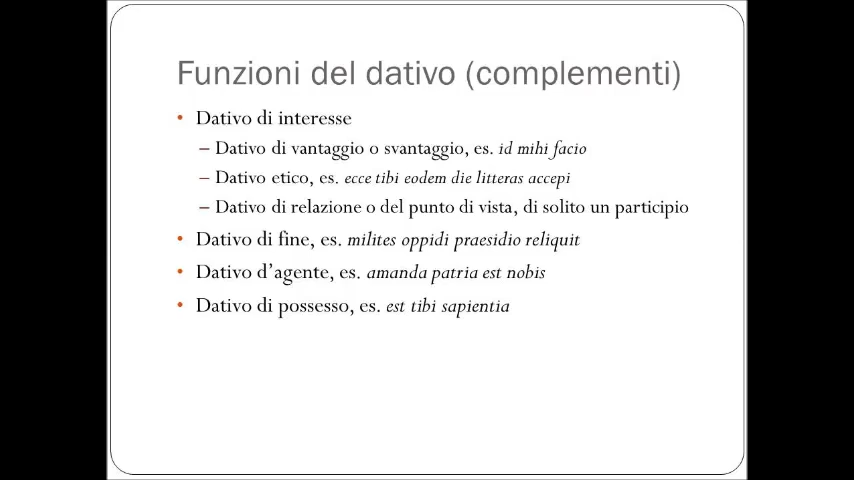 Funzioni del dativo (complementi)
• Dativo di interesse
– Dativo di vantaggio o svantaggio, es. id mihi facio
– Dativo etico, es. ecce tibi eodem die litteras accepi
– Dativo di relazione o del punto di vista, di solito un participio
• Dativo di fine, es. milites oppidi praesidio reliquit
• Dativo d’agente, es. amanda patria est nobis
• Dativo di possesso, es. est tibi sapientia